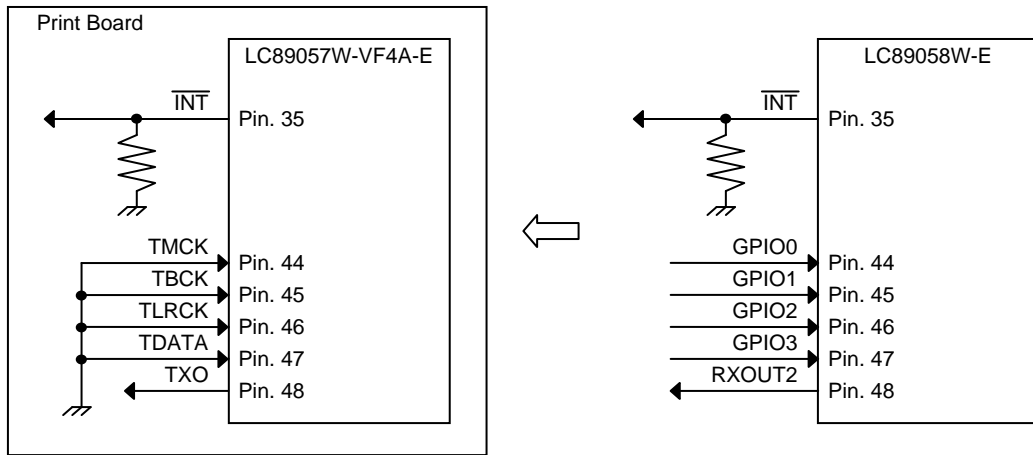 Print Board
LC89057W-VF4A-E
INT
Pin. 35
TMCK
Pin. 44
TBCK
Pin. 45
TLRCK
Pin. 46
TDATA
Pin. 47
TXO
Pin. 48
LC89058W-E
INT
Pin. 35
GPIO0
Pin. 44
GPIO1
Pin. 45
GPIO2
Pin. 46
GPIO3
Pin. 47
RXOUT2
Pin. 48